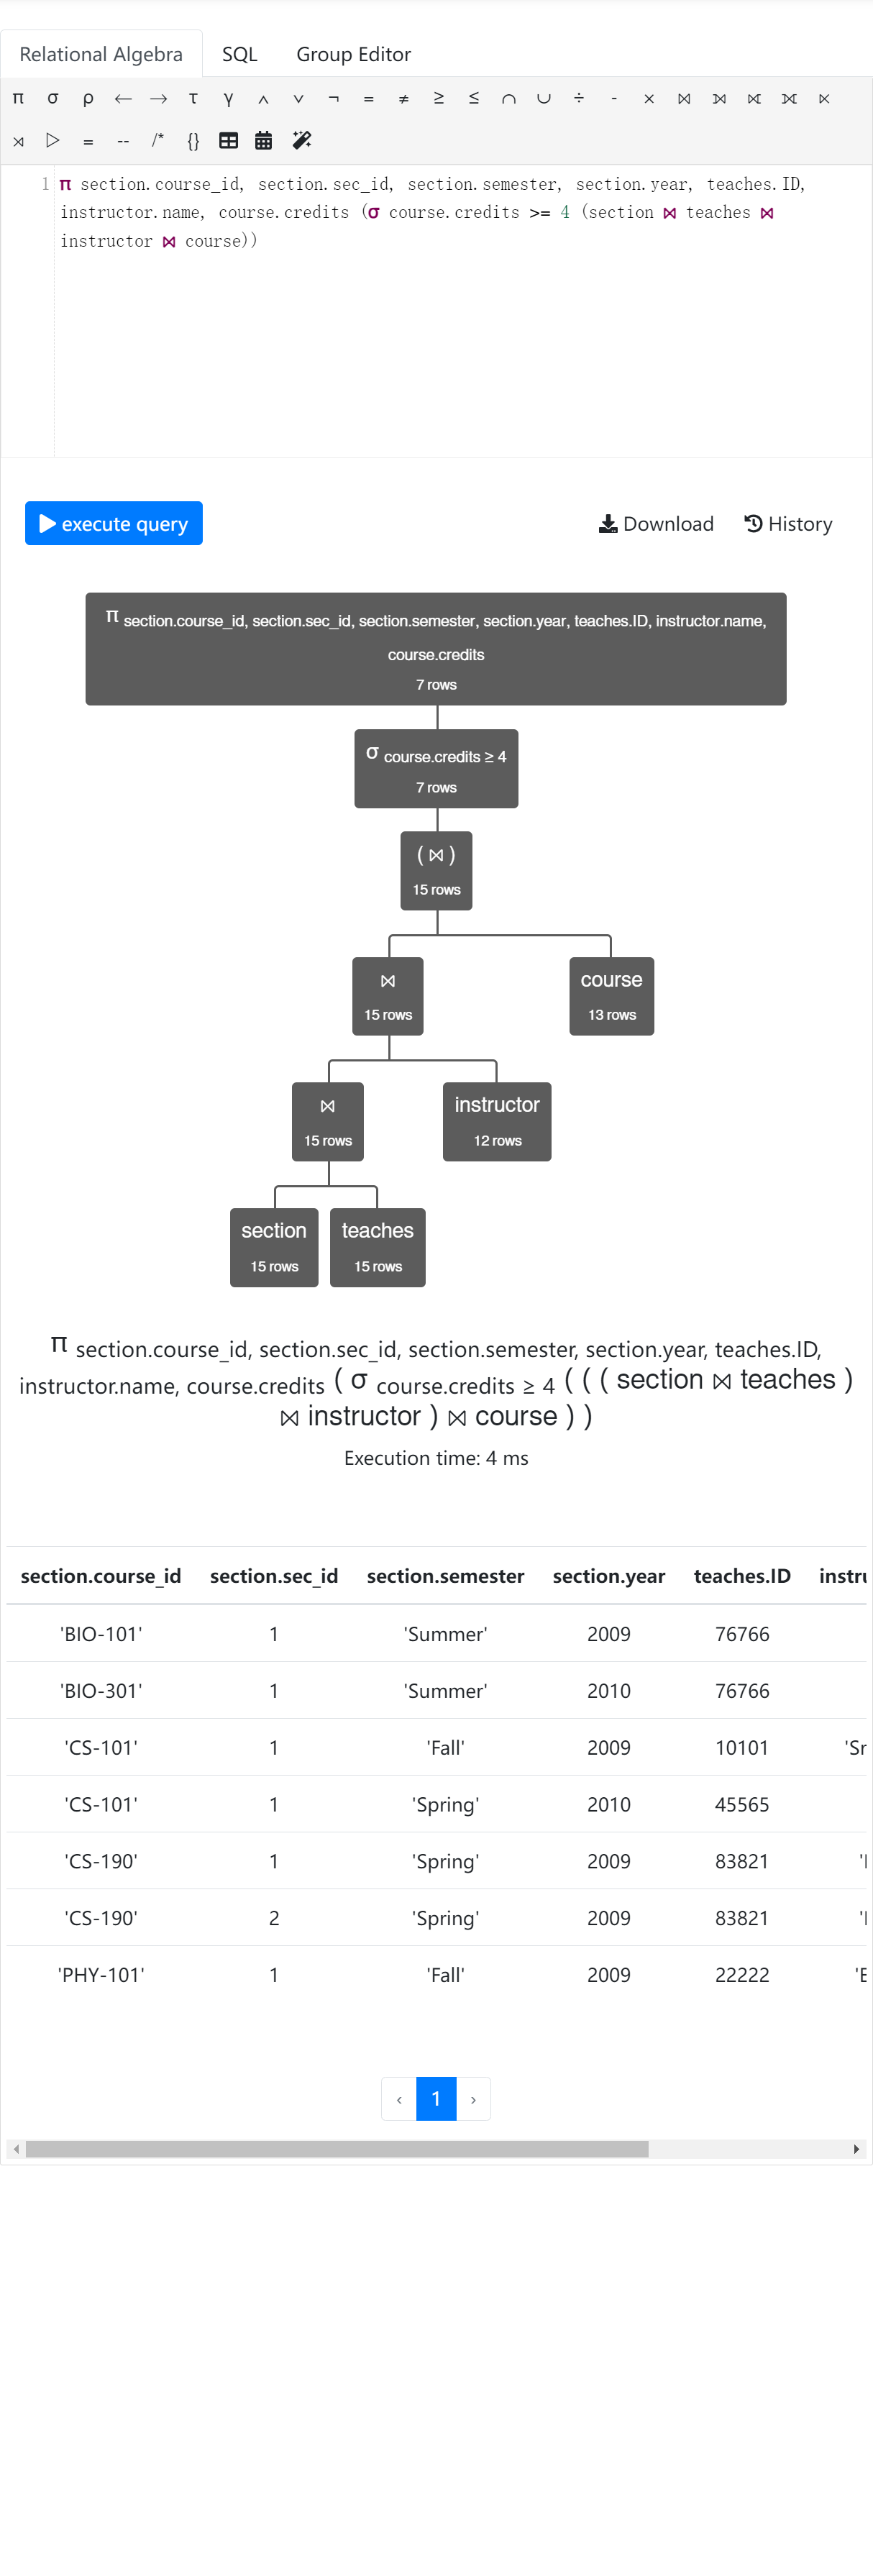 Relational Algebra SQL Group Editor
π σ ρ ← → τ γ ∧ ∨ ¬ = ≠ ≥ ≤ ∩ ∪ ÷ - × ⋈ ⟕ ⟖ ⟗ ⋉
⋊ ▷ = -- /* {}
1 π section.course_id, section.sec_id, section.semester, section.year, teaches.ID,
instructor.name, course.credits (σ course.credits >= 4 (section ⋈ teaches ⋈
instructor ⋈ course))
execute query Download History
π section.course_id, section.sec_id, section.semester, section.year, teaches.ID, instructor.name,
course.credits
7 rows
σ course.credits ≥ 4
7 rows
( ⋈ )
15 rows
⋈ course
15 rows 13 rows
⋈ instructor
15 rows 12 rows
section teaches
15 rows 15 rows
π section.course_id, section.sec_id, section.semester, section.year, teaches.ID,
instructor.name, course.credits ( σ course.credits ≥ 4 ( ( ( section ⋈ teaches )
⋈ instructor ) ⋈ course ) )
Execution time: 4 ms
section.course_id section.sec_id section.semester section.year teaches.ID
'BIO-101' 1 'Summer' 2009 76766
'BIO-301' 1 'Summer' 2010 76766
'CS-101' 1 'Fall' 2009 10101
'CS-101' 1 'Spring' 2010 45565
'CS-190' 1 'Spring' 2009 83821
'CS-190' 2 'Spring' 2009 83821
'PHY-101' 1 'Fall' 2009 22222
‹ 1 ›